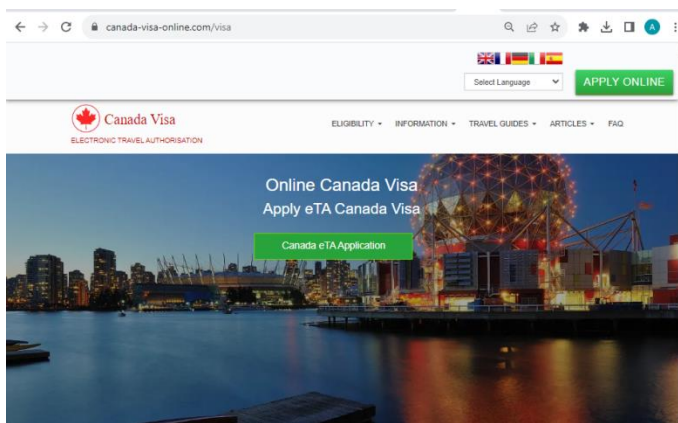 canada-visa-online.com/visa
A
Select Language
APPLY ONLINE
Canada Visa
ELECTRONIC TRAVEL AUTHORISATION
ELIGIBILITY INFORMATION TRAVEL GUIDES ARTICLES FAQ
Online Canada Visa
Apply eTA Canada Visa
Canada eTA Application